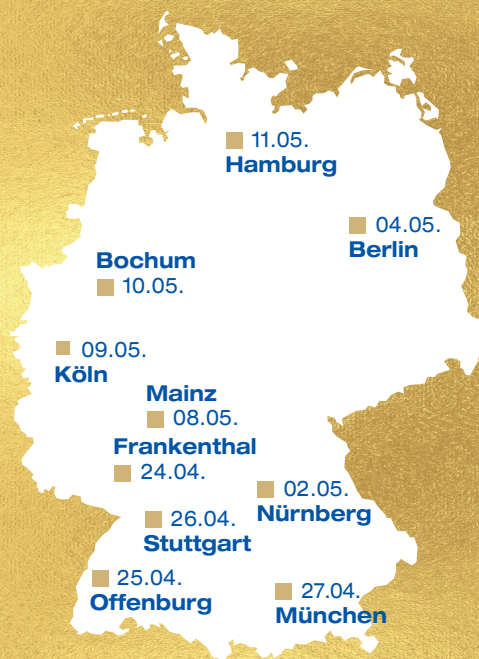 11.05.
Hamburg
04.05.
Berlin
Bochum
10.05.
09.05.
Köln
Mainz
08.05.
Frankenthal
24.04.
02.05.
Nürnberg
26.04.
Stuttgart
25.04.
Offenburg
27.04.
München